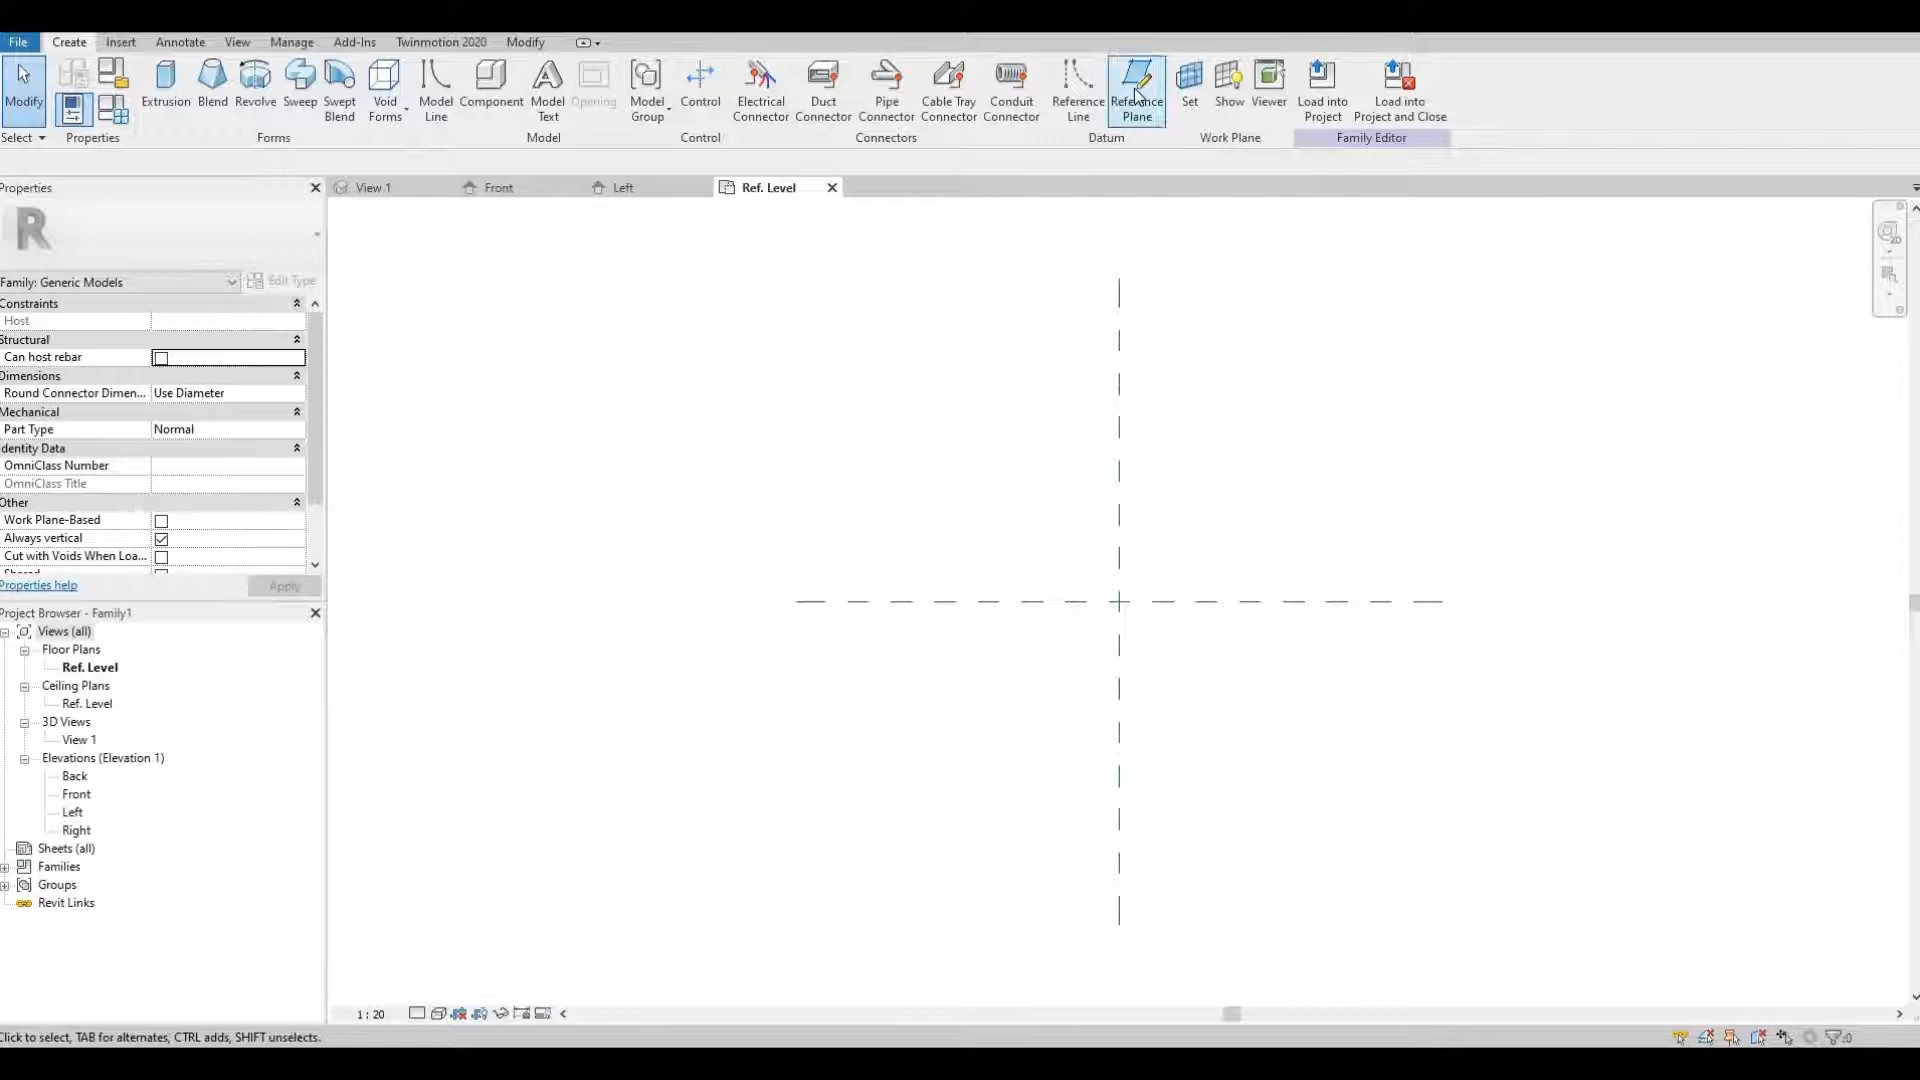 File Create Insert Annotate View Manage Add-Ins Twinmotion 2020 Modify
Modify Extrusion Blend Revolve Sweep Swept Blend Void Forms Model Line Component Model Text Opening Model Group Control Electrical Connector Duct Connector Pipe Connector Cable Tray Connector Conduit Connector Reference Line Reference Plane Set Show Viewer Load into Project Load into Project and Close
Select Properties Forms Model Control Connectors Datum Work Plane Family Editor
Properties
View 1 Front Left Ref. Level
R
Family: Generic Models Edit Type
Constraints
Host
Structural
Can host rebar
Dimensions
Round Connector Dimen... Use Diameter
Mechanical
Part Type Normal
Identity Data
OmniClass Number
OmniClass Title
Other
Work Plane-Based
Always vertical
Cut with Voids When Loa...
Shared
Properties help Apply
Project Browser - Family1
Views (all)
Floor Plans
Ref. Level
Ceiling Plans
Ref. Level
3D Views
View 1
Elevations (Elevation 1)
Back
Front
Left
Right
Sheets (all)
Families
Groups
Revit Links
1 : 20
Click to select, TAB for alternates, CTRL adds, SHIFT unselects.
:0